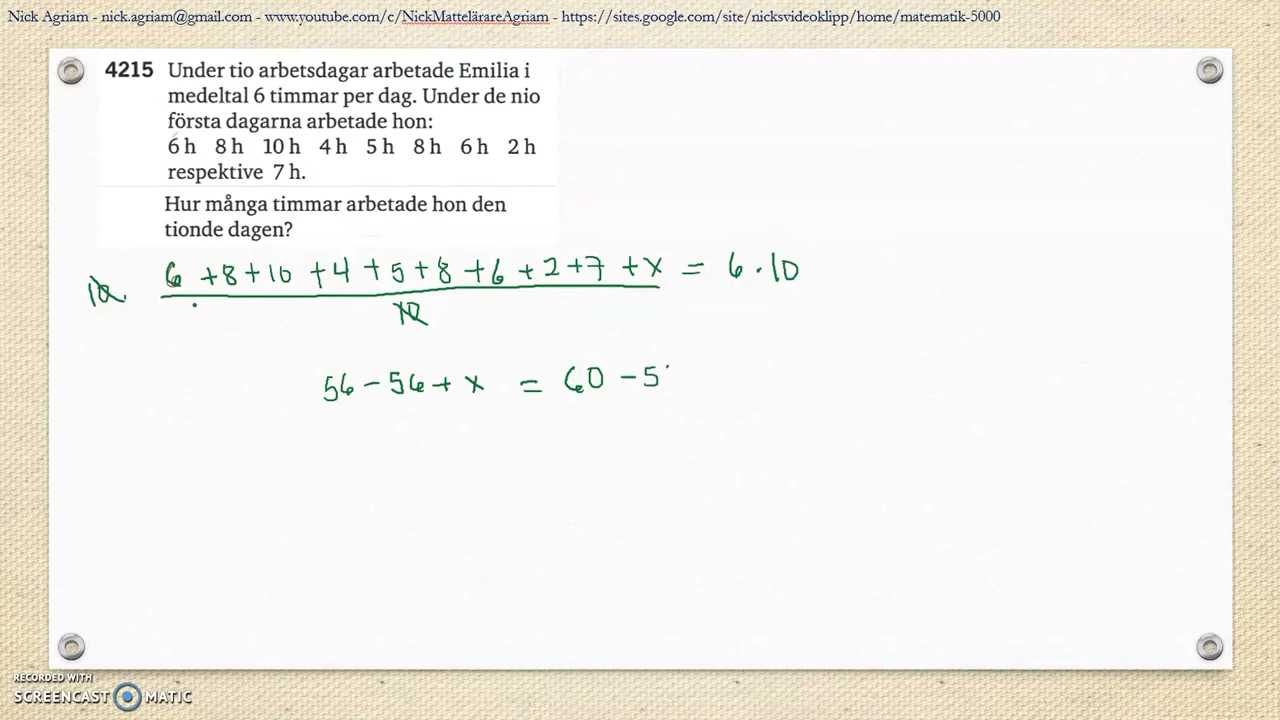 Nick Agriam - nick.agriam@gmail.com - www.youtube.com/c/NickMattelärareAgriam - https://sites.google.com/site/nicksvideoklipp/home/matematik-5000
4215 Under tio arbetsdagar arbetade Emilia i
medeltal 6 timmar per dag. Under de nio
första dagarna arbetade hon:
6 h 8 h 10 h 4 h 5 h 8 h 6 h 2 h
respektive 7 h.
Hur många timmar arbetade hon den
tionde dagen?
10. 6 +8+10 +4+5+8+6+2+7+x = 6·10
10
56-56+x = 60-5
RECORDED WITH
SCREENCAST MATIC